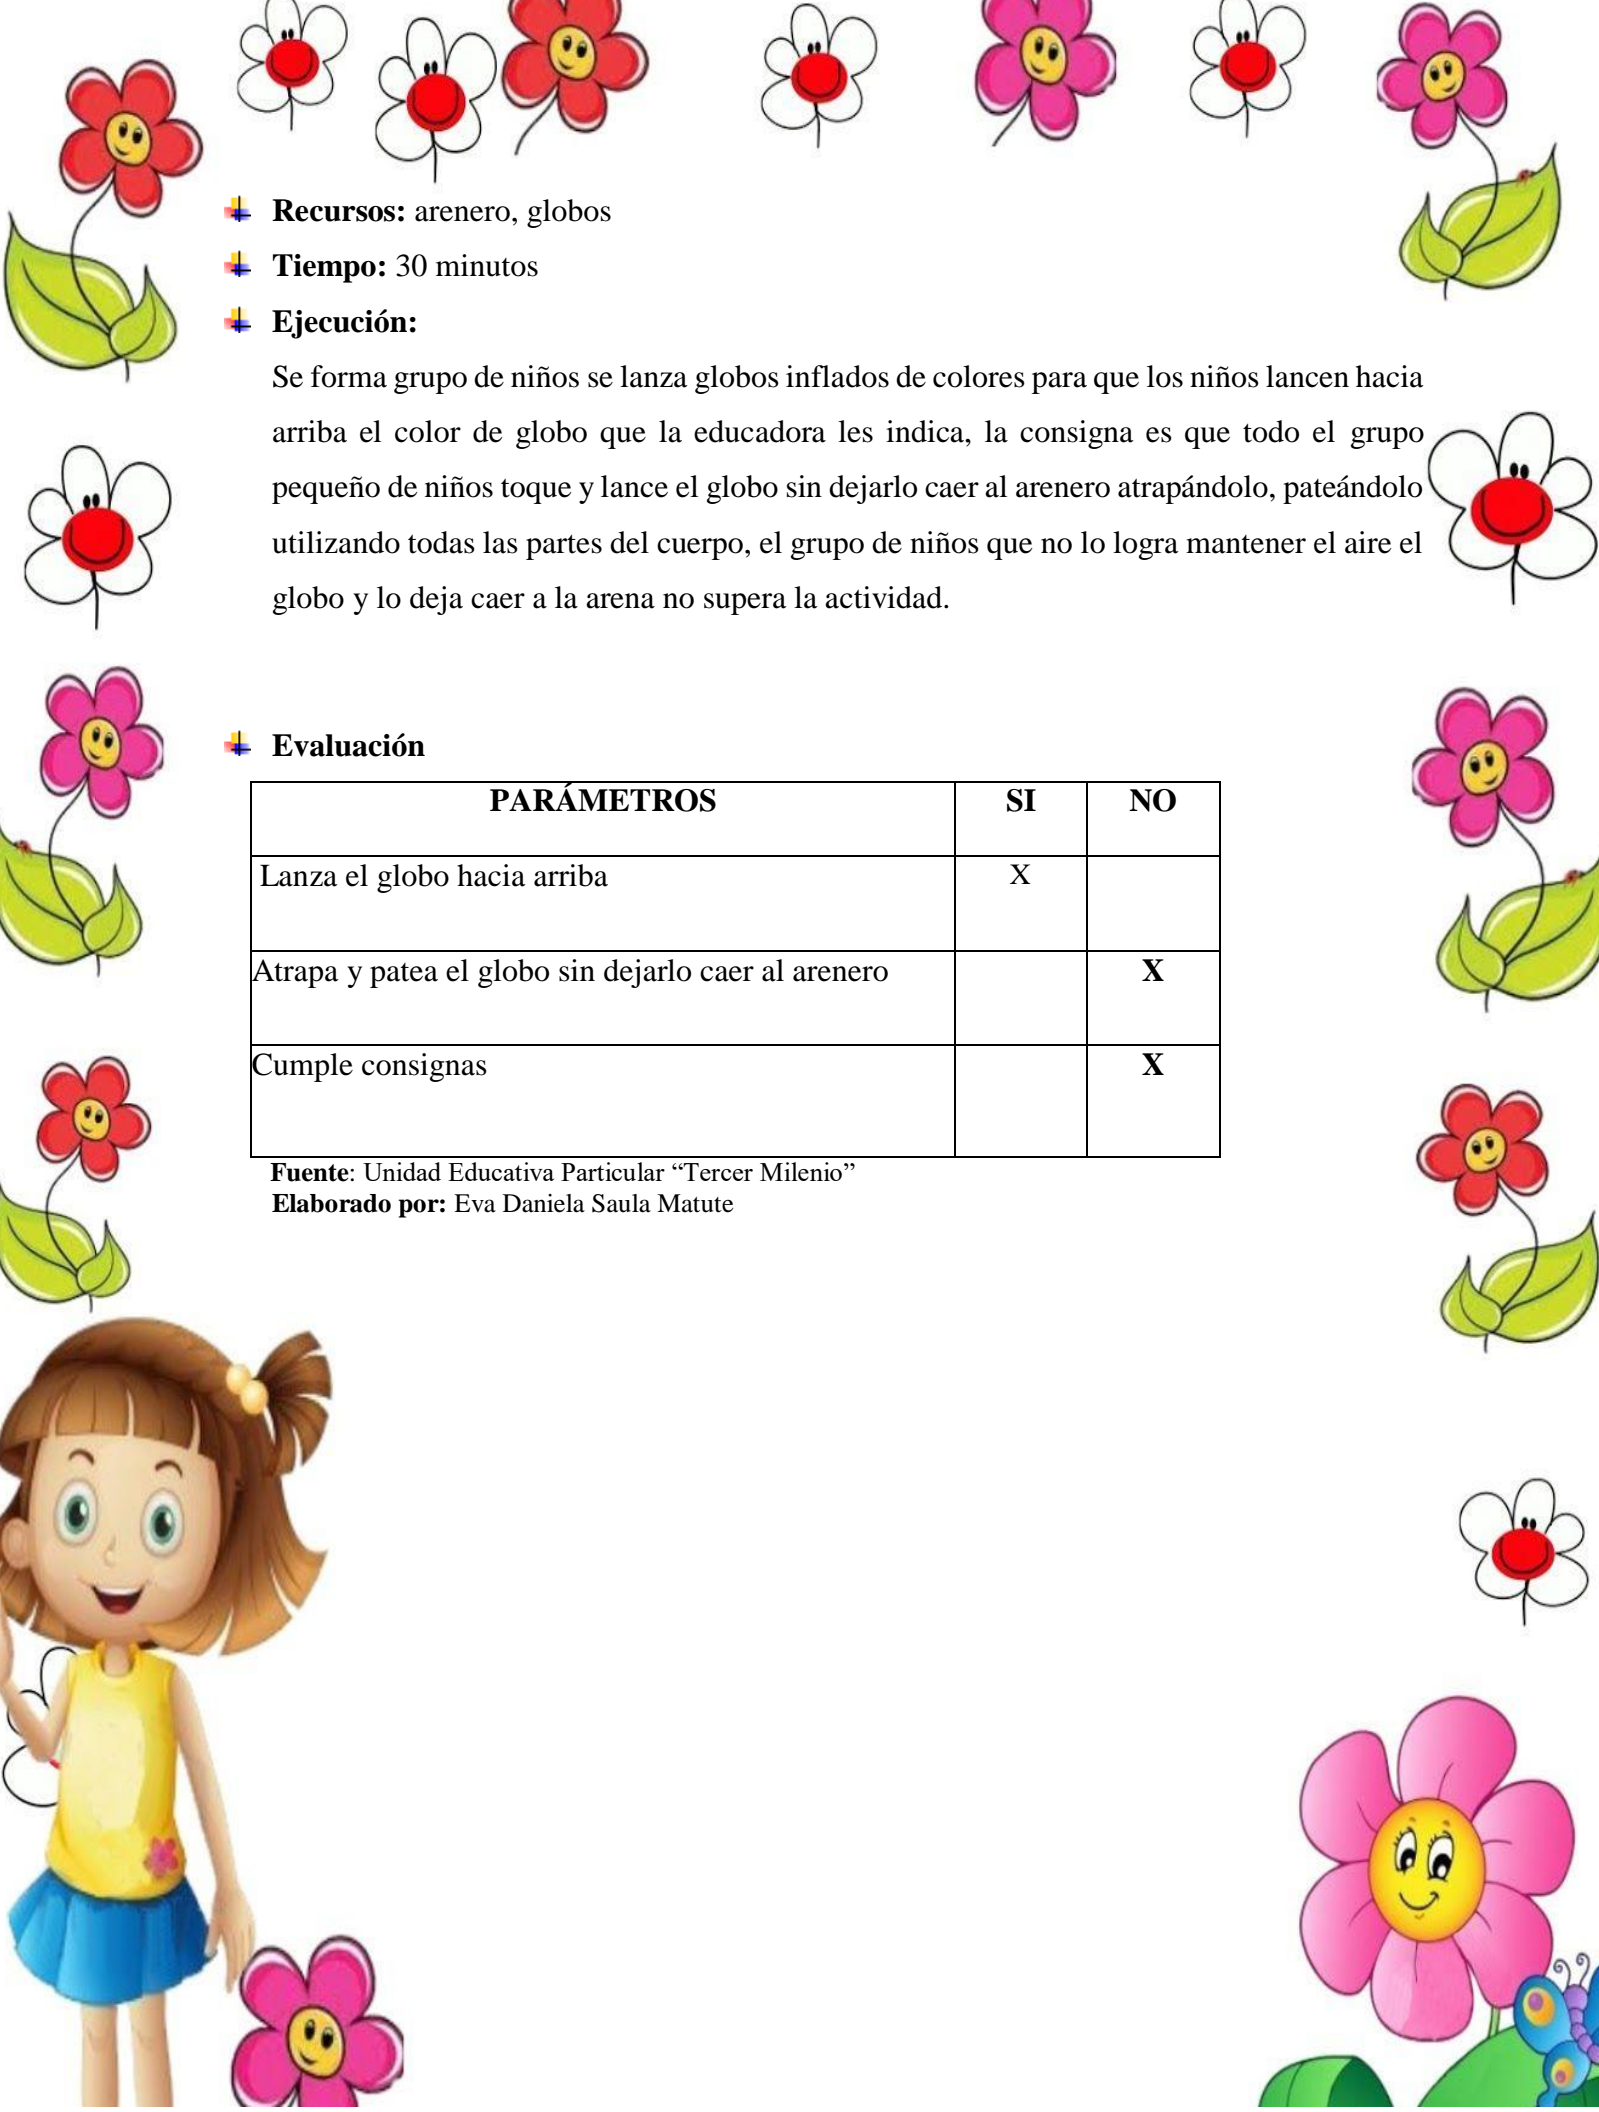 Recursos: arenero, globos
Tiempo: 30 minutos
Ejecución:
Se forma grupo de niños se lanza globos inflados de colores para que los niños lancen hacia
arriba el color de globo que la educadora les indica, la consigna es que todo el grupo
pequeño de niños toque y lance el globo sin dejarlo caer al arenero atrapándolo, pateándolo
utilizando todas las partes del cuerpo, el grupo de niños que no lo logra mantener el aire el
globo y lo deja caer a la arena no supera la actividad.
Evaluación
PARÁMETROS SI NO
Lanza el globo hacia arriba X
Atrapa y patea el globo sin dejarlo caer al arenero X
Cumple consignas X
Fuente: Unidad Educativa Particular “Tercer Milenio”
Elaborado por: Eva Daniela Saula Matute